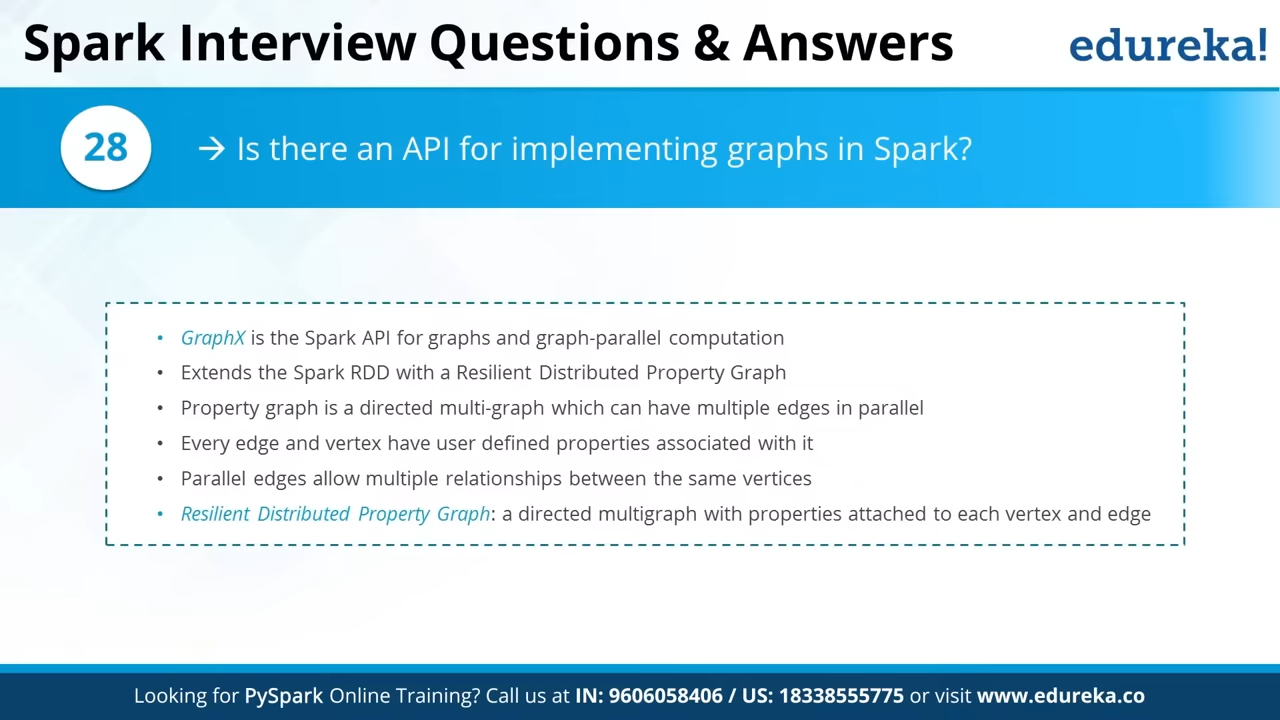 Spark Interview Questions & Answers
edureka!
28
→ Is there an API for implementing graphs in Spark?
• GraphX is the Spark API for graphs and graph-parallel computation
• Extends the Spark RDD with a Resilient Distributed Property Graph
• Property graph is a directed multi-graph which can have multiple edges in parallel
• Every edge and vertex have user defined properties associated with it
• Parallel edges allow multiple relationships between the same vertices
• Resilient Distributed Property Graph: a directed multigraph with properties attached to each vertex and edge
Looking for PySpark Online Training? Call us at IN: 9606058406 / US: 18338555775 or visit www.edureka.co